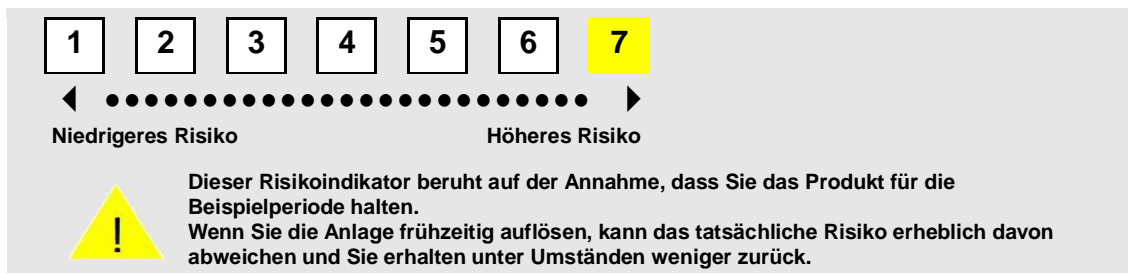 1 2 3 4 5 6 7
Niedrigeres Risiko Höheres Risiko
Dieser Risikoindikator beruht auf der Annahme, dass Sie das Produkt für die
Beispielperiode halten.
Wenn Sie die Anlage frühzeitig auflösen, kann das tatsächliche Risiko erheblich davon
abweichen und Sie erhalten unter Umständen weniger zurück.
!